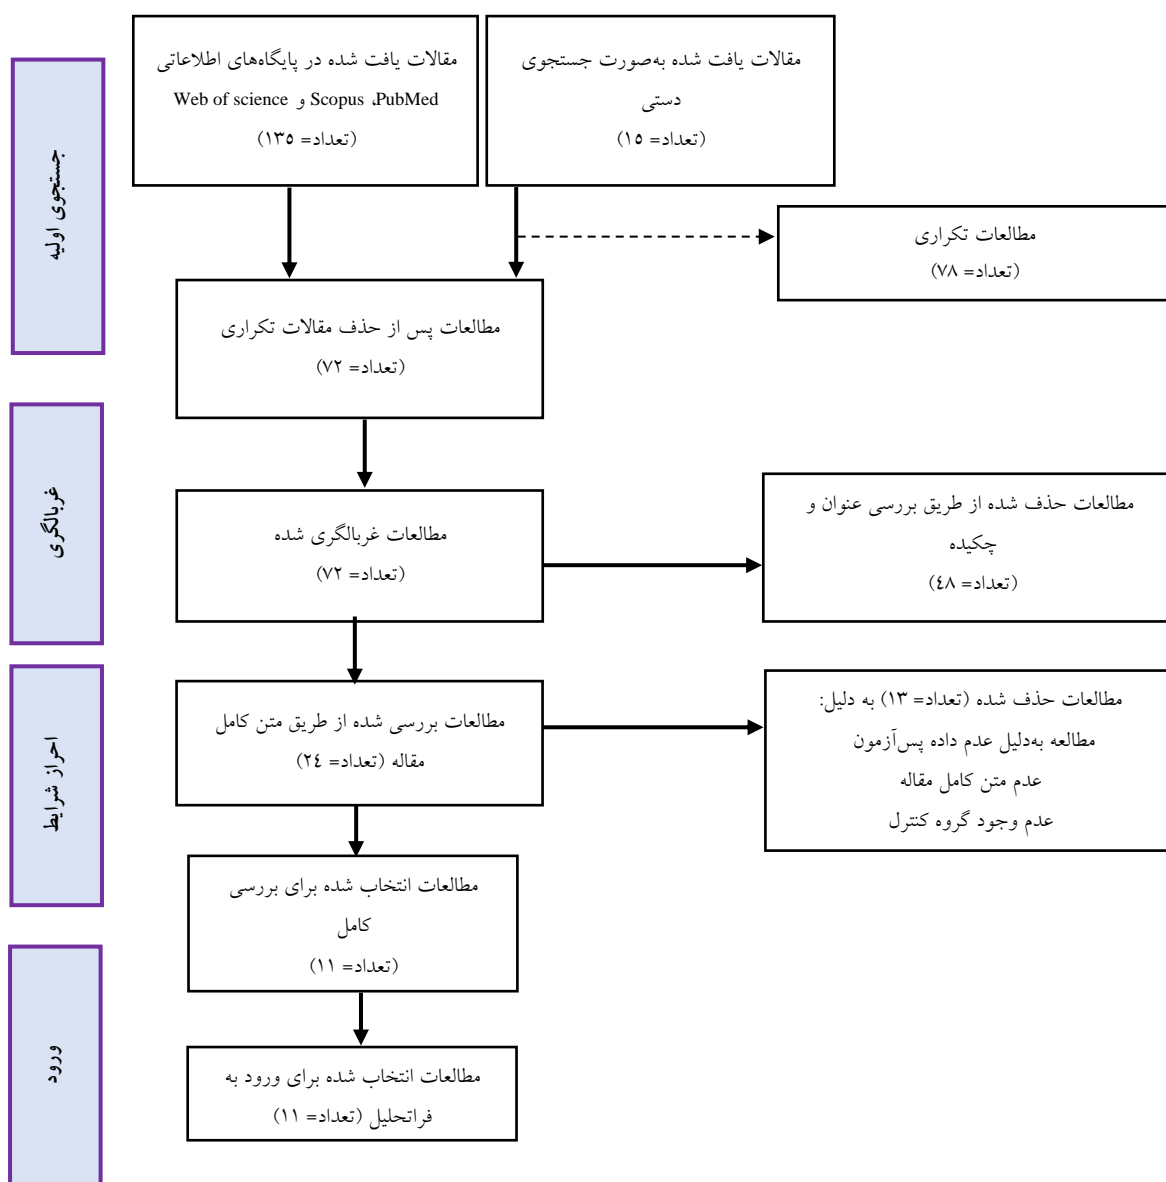 جستجوی اولیه
مقالات یافت شده در پایگاه‌های اطلاعاتی
Scopus ،PubMed و Web of science
(تعداد= ۱۳۵)
مقالات یافت شده به‌صورت جستجوی
دستی
(تعداد= ۱۵)
مطالعات تکراری
(تعداد= ۷۸)
مطالعات پس از حذف مقالات تکراری
(تعداد= ۷۲)
غربالگری
مطالعات غربالگری شده
(تعداد= ۷۲)
مطالعات حذف شده از طریق بررسی عنوان و
چکیده
(تعداد= ٤۸)
احراز شرایط
مطالعات بررسی شده از طریق متن کامل
مقاله (تعداد= ۲٤)
مطالعات حذف شده (تعداد= ۱۳) به دلیل:
مطالعه به‌دلیل عدم داده پس‌آزمون
عدم متن کامل مقاله
عدم وجود گروه کنترل
مطالعات انتخاب شده برای بررسی
کامل
(تعداد= ۱۱)
ورود
مطالعات انتخاب شده برای ورود به
فراتحلیل (تعداد= ۱۱)